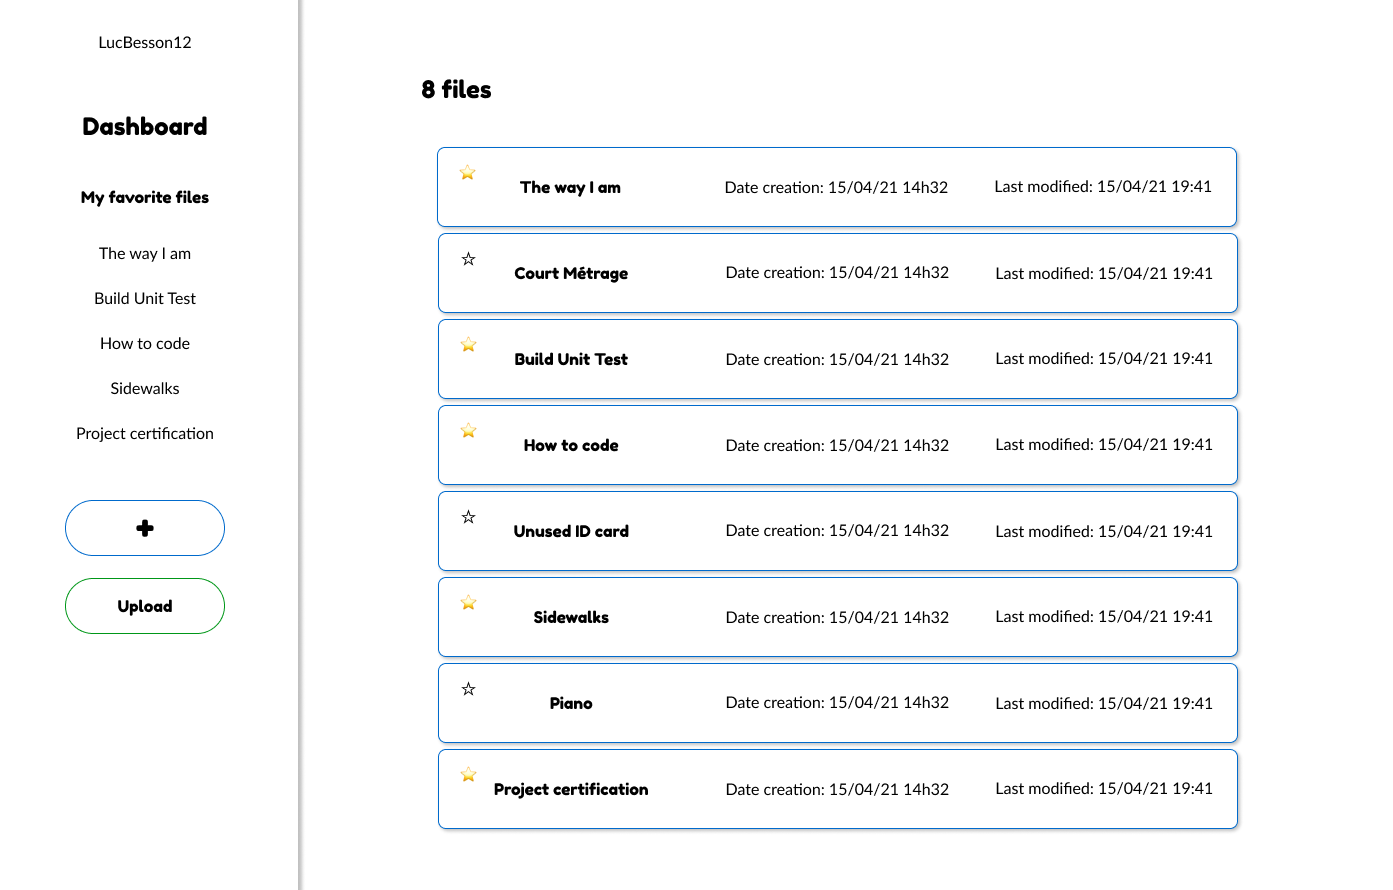 LucBesson12
Dashboard
My favorite files
The way I am
Build Unit Test
How to code
Sidewalks
Project certification
+
Upload
8 files
The way I am Date creation: 15/04/21 14h32 Last modified: 15/04/21 19:41
Court Métrage Date creation: 15/04/21 14h32 Last modified: 15/04/21 19:41
Build Unit Test Date creation: 15/04/21 14h32 Last modified: 15/04/21 19:41
How to code Date creation: 15/04/21 14h32 Last modified: 15/04/21 19:41
Unused ID card Date creation: 15/04/21 14h32 Last modified: 15/04/21 19:41
Sidewalks Date creation: 15/04/21 14h32 Last modified: 15/04/21 19:41
Piano Date creation: 15/04/21 14h32 Last modified: 15/04/21 19:41
Project certification Date creation: 15/04/21 14h32 Last modified: 15/04/21 19:41